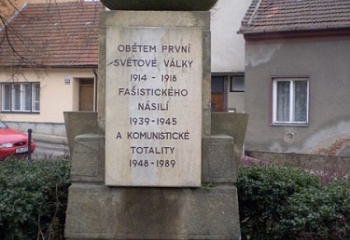 OBĚTEM PRVNÍ
SVĚTOVÉ VÁLKY
1914 - 1918
FAŠISTICKÉHO
NÁSILÍ
1939-1945
A KOMUNISTICKÉ
TOTALITY
1948-1989